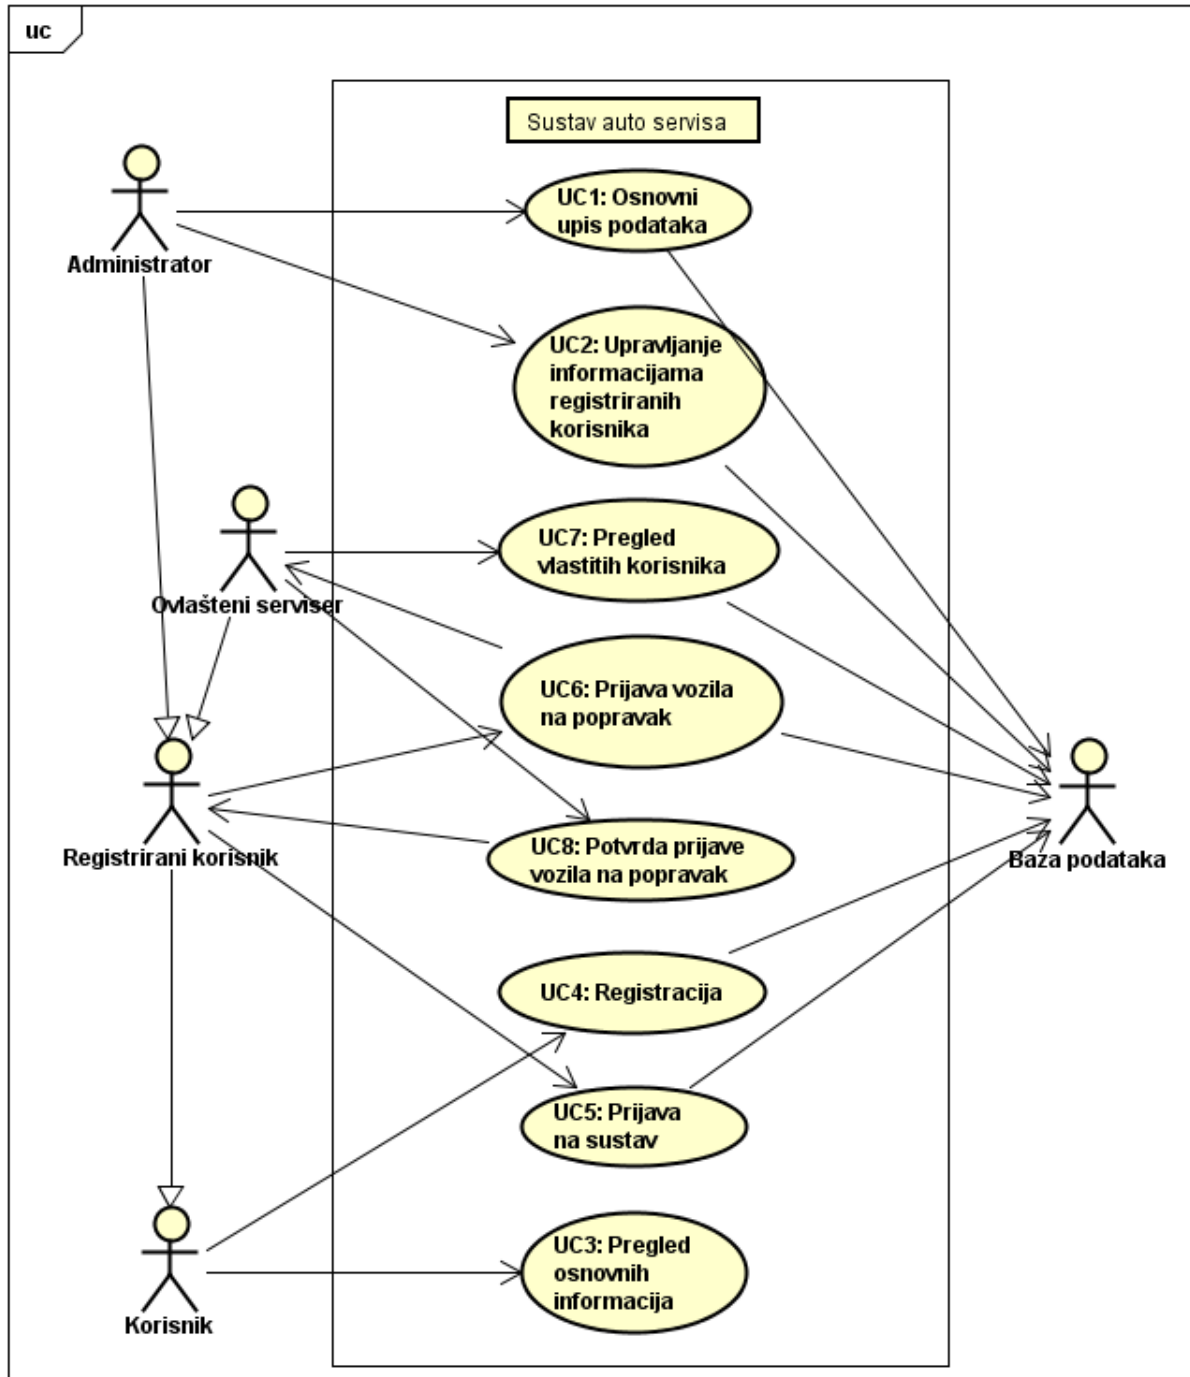 uc
Sustav auto servisa
UC1: Osnovni
upis podataka
Administrator
UC2: Upravljanje
informacijama
registriranih
korisnika
UC7: Pregled
vlastitih korisnika
Ovlašteni serviser
UC6: Prijava vozila
na popravak
Registrirani korisnik
UC8: Potvrda prijave
vozila na popravak
Baza podataka
UC4: Registracija
UC5: Prijava
na sustav
UC3: Pregled
osnovnih
informacija
Korisnik